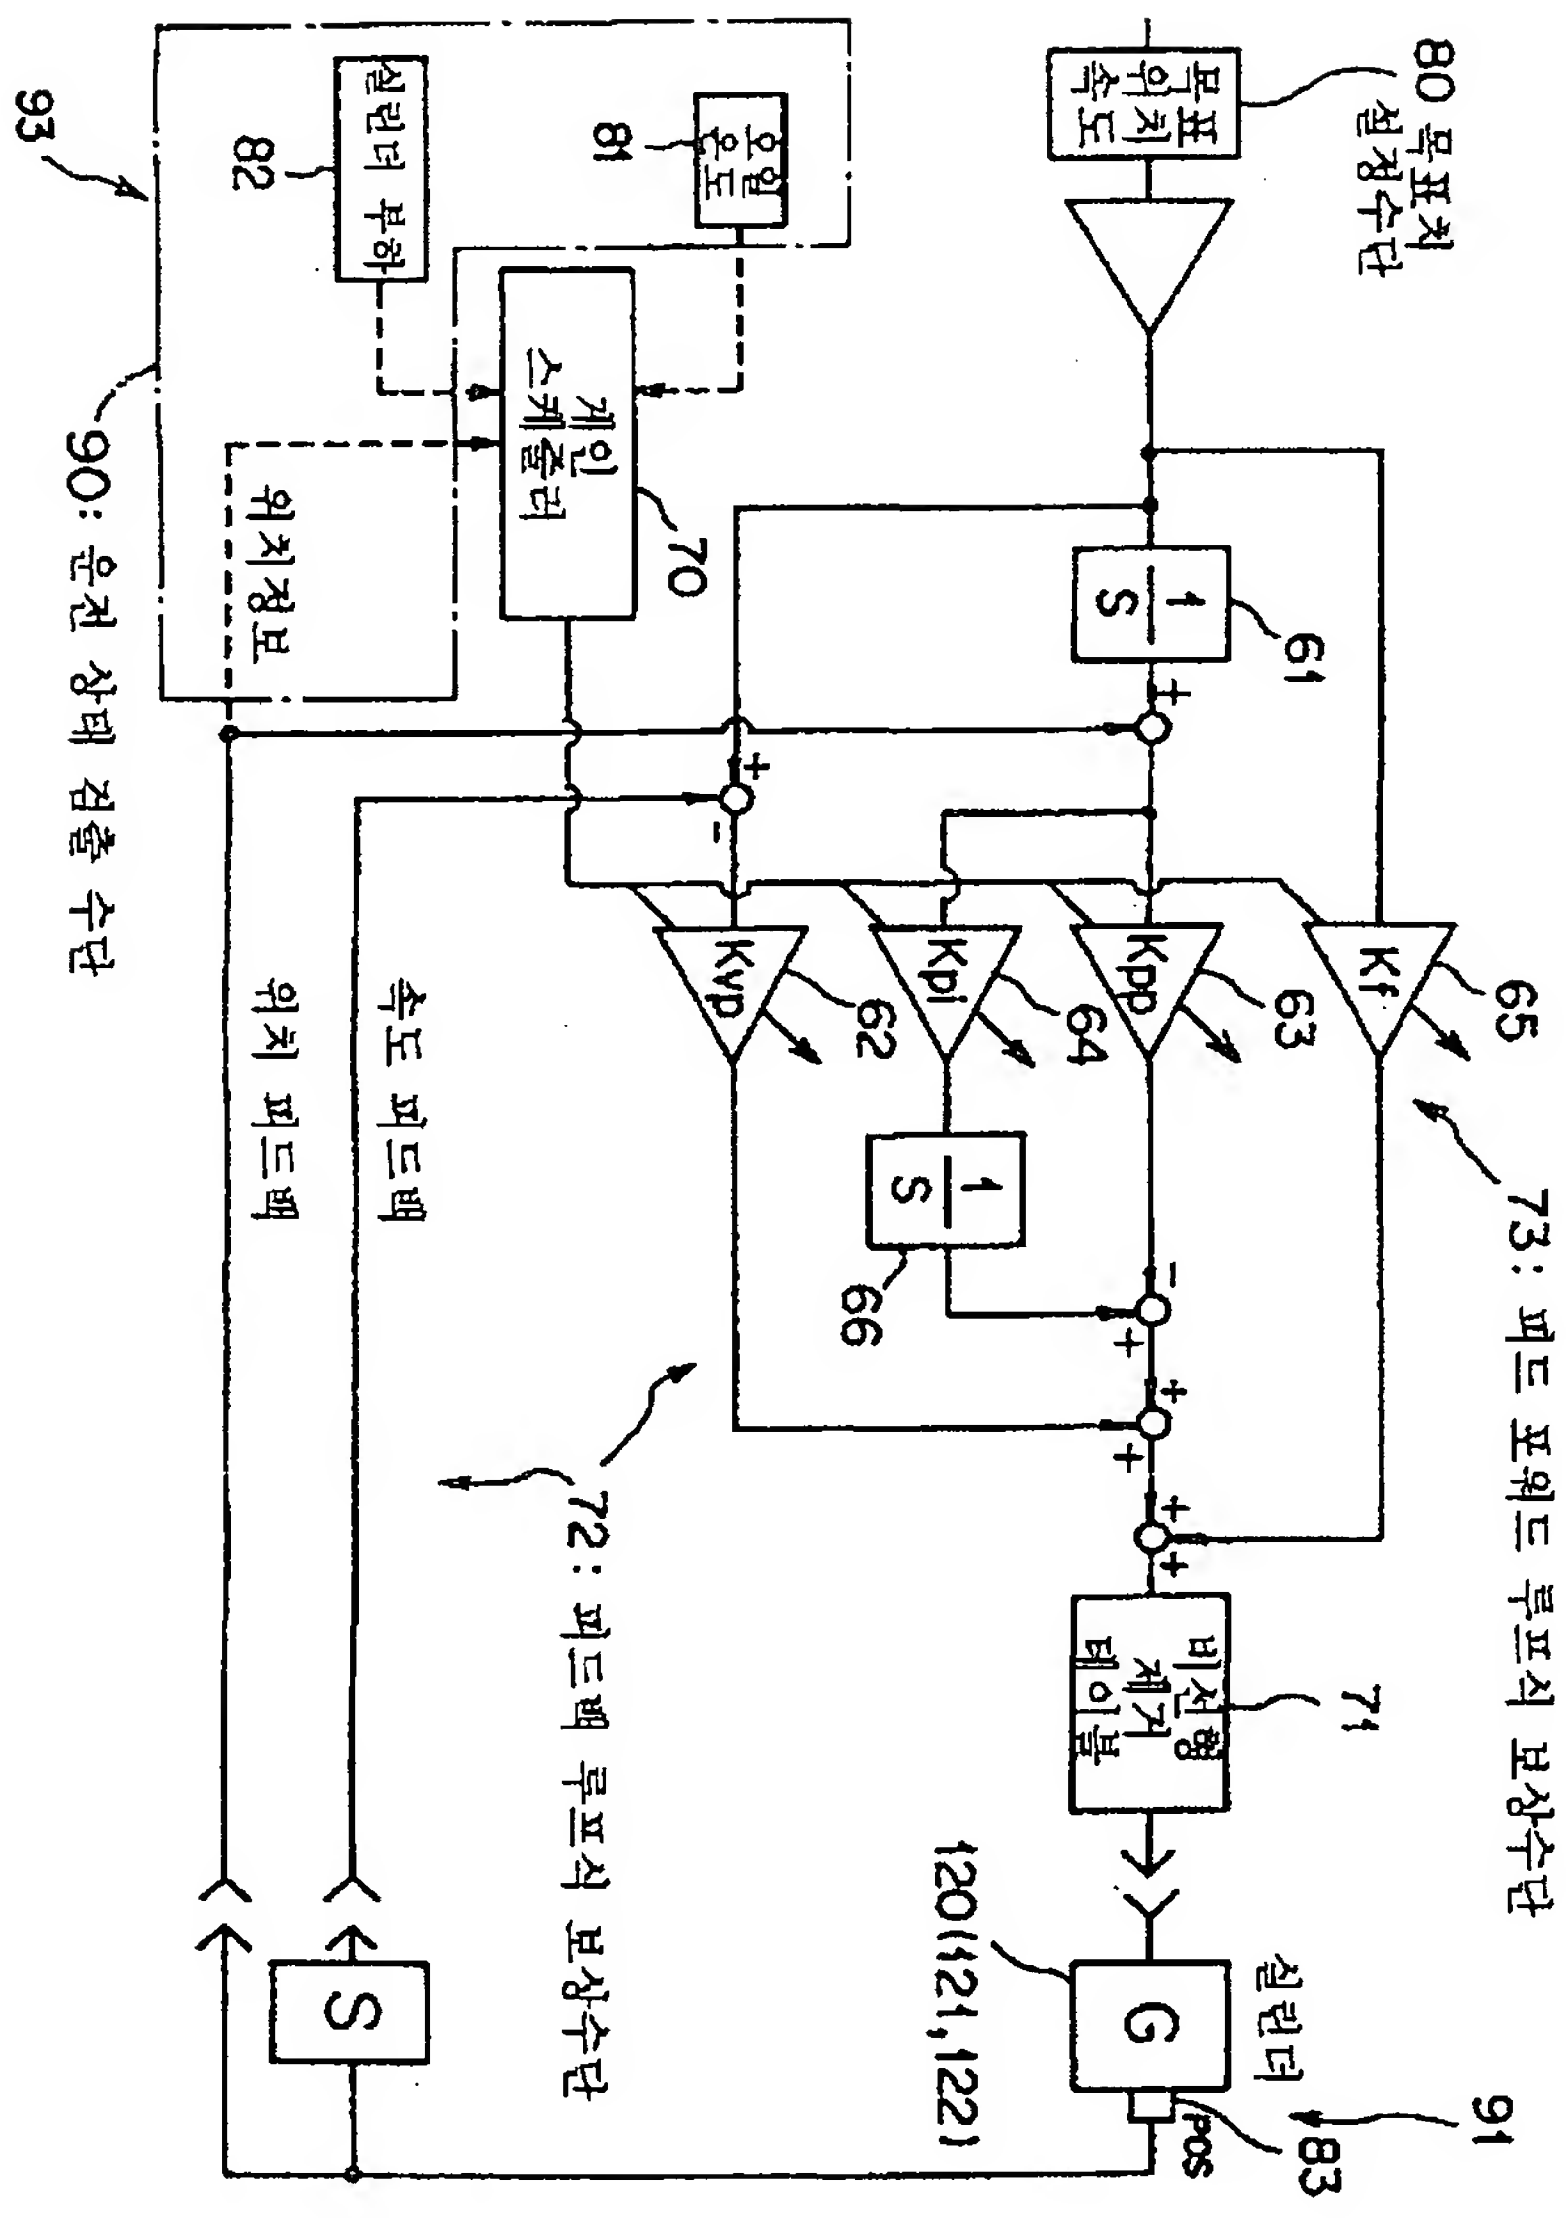 80 목표치
설정수단
목표
위치
속도
73: 피드 포워드 루프식 보상수단
65
Kf
61
1
S
+
63
Kpp
64
Kpi
62
Kvp
1
S
66
-
+
+
+
+
+
71
비선형
제거
테이블
실린더
G
120(121,122)
91
83
pos
81
오일
온도
70
게인
스케줄러
+
-
72: 피드백 루프식 보상수단
82
실린더 부하
위치정보
속도 피드백
위치 피드백
S
93
90: 운전 상태 검출 수단